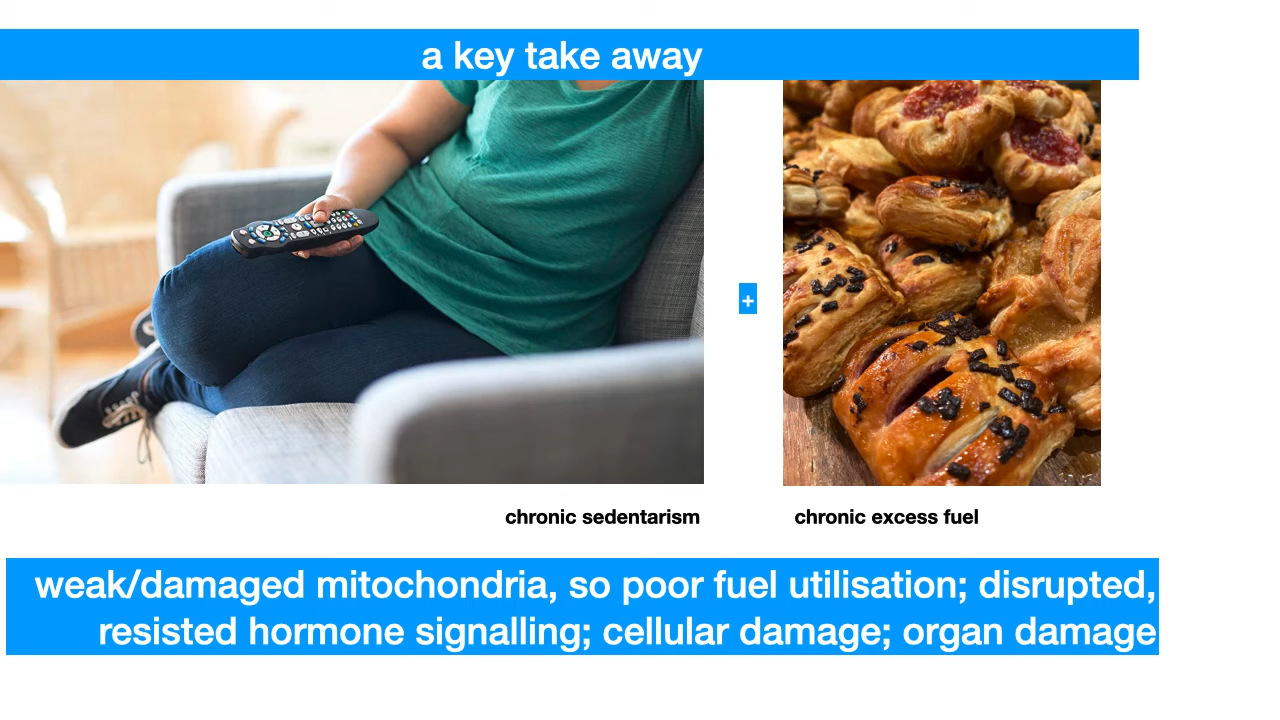 a key take away
+
chronic sedentarism
chronic excess fuel
weak/damaged mitochondria, so poor fuel utilisation; disrupted,
resisted hormone signalling; cellular damage; organ damage